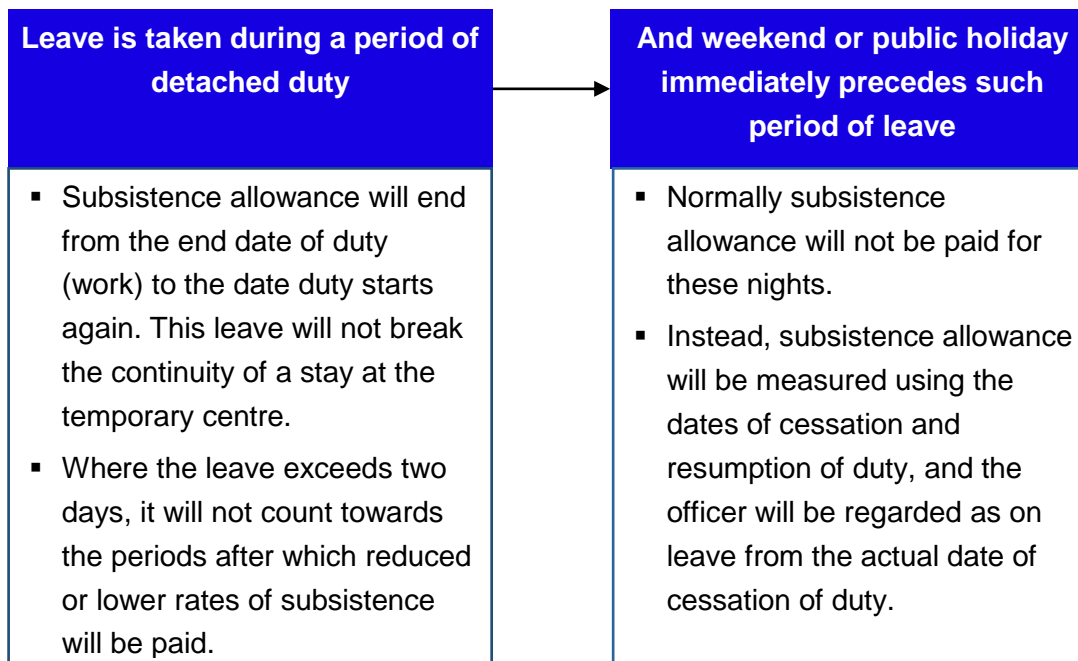 Leave is taken during a period of
detached duty
▪ Subsistence allowance will end
from the end date of duty
(work) to the date duty starts
again. This leave will not break
the continuity of a stay at the
temporary centre.
▪ Where the leave exceeds two
days, it will not count towards
the periods after which reduced
or lower rates of subsistence
will be paid.
And weekend or public holiday
immediately precedes such
period of leave
▪ Normally subsistence
allowance will not be paid for
these nights.
▪ Instead, subsistence allowance
will be measured using the
dates of cessation and
resumption of duty, and the
officer will be regarded as on
leave from the actual date of
cessation of duty.